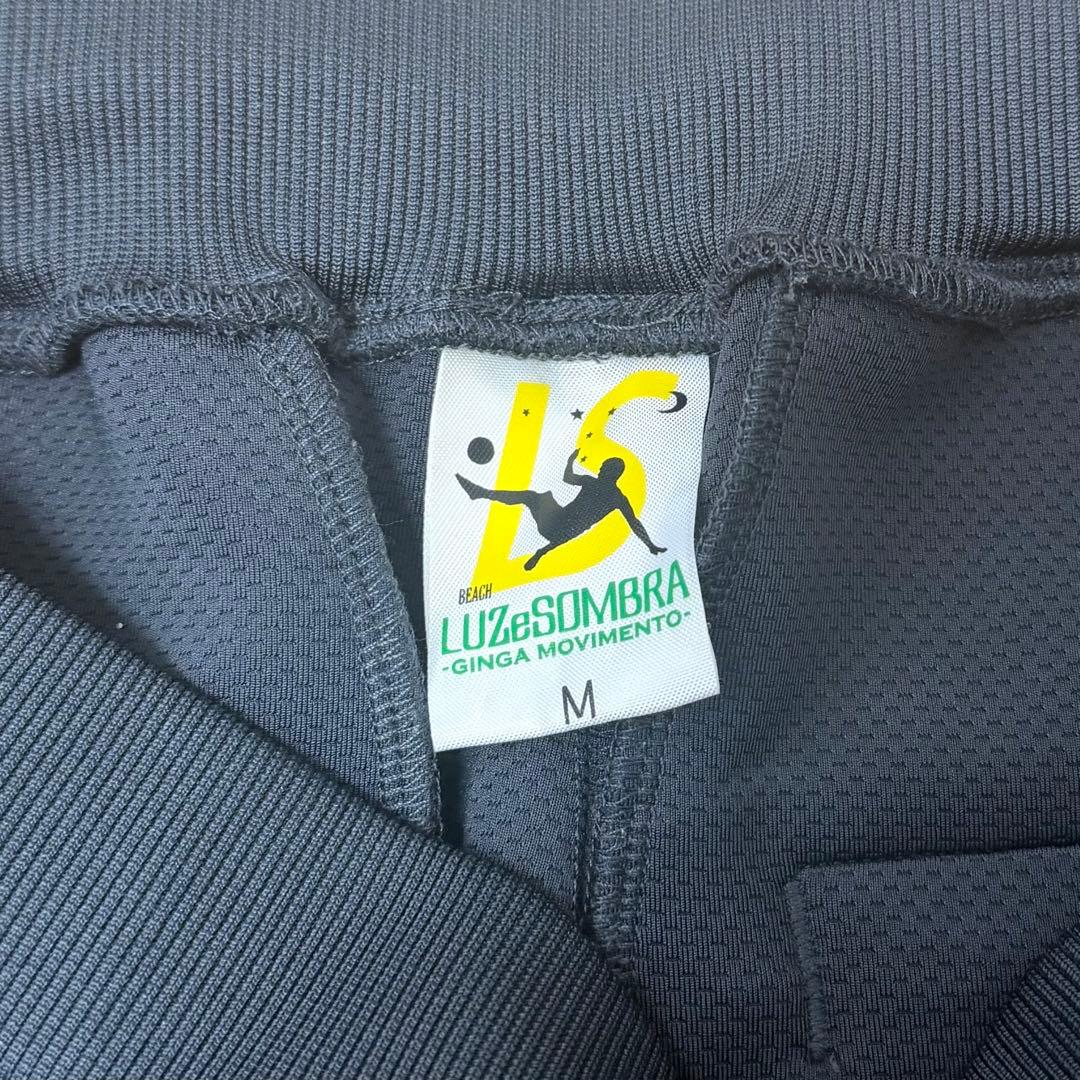 LS
BEACH
LUZeSOMBRA
-GINGA MOVIMENTO-
M